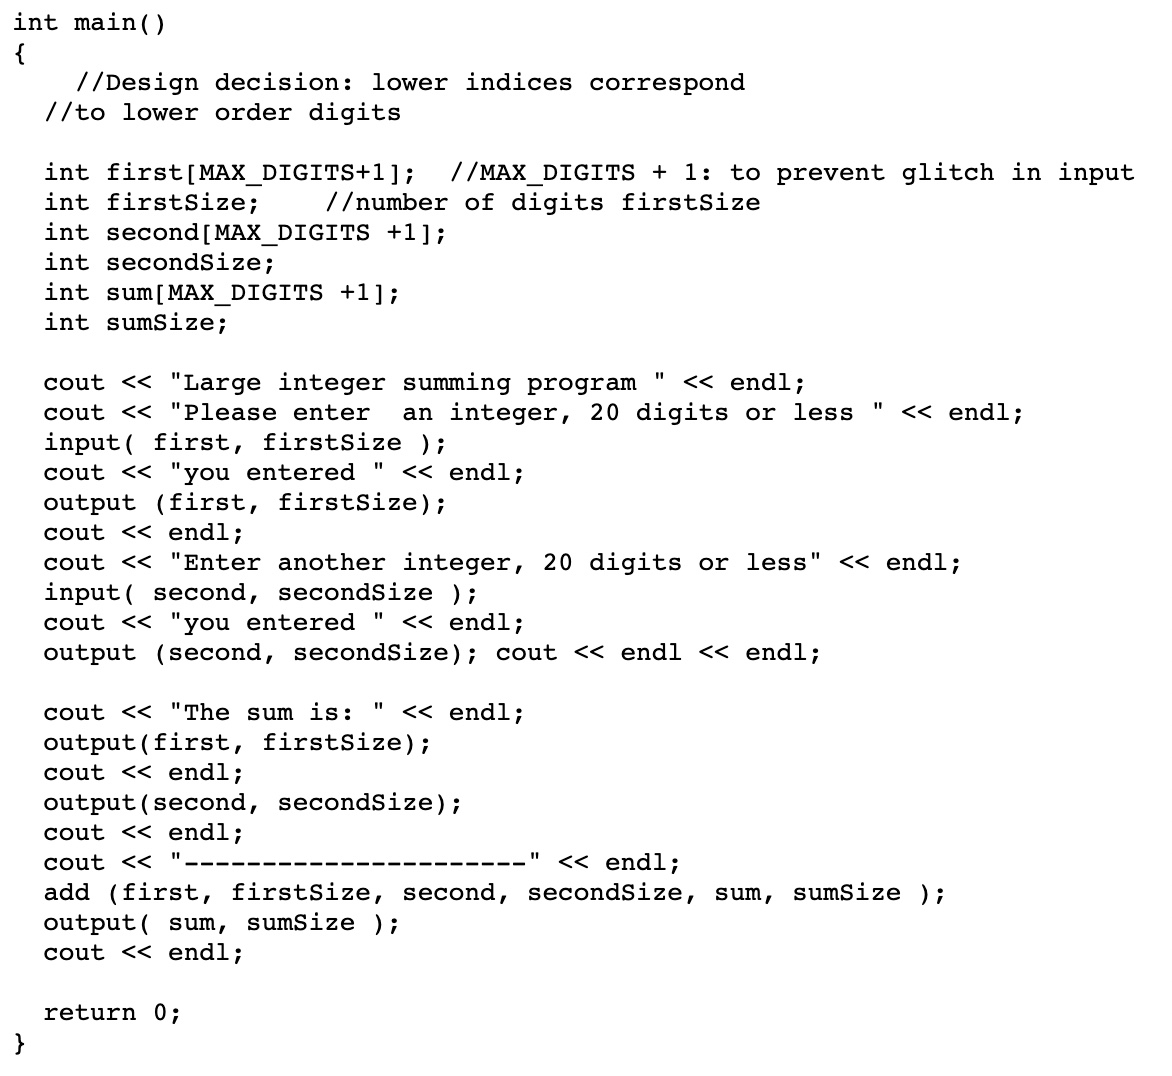 int main()
{
    //Design decision: lower indices correspond
  //to lower order digits

  int first[MAX_DIGITS+1];  //MAX_DIGITS + 1: to prevent glitch in input
  int firstSize;    //number of digits firstSize
  int second[MAX_DIGITS +1];
  int secondSize;
  int sum[MAX_DIGITS +1];
  int sumSize;

  cout << "Large integer summing program " << endl;
  cout << "Please enter  an integer, 20 digits or less " << endl;
  input( first, firstSize );
  cout << "you entered " << endl;
  output (first, firstSize);
  cout << endl;
  cout << "Enter another integer, 20 digits or less" << endl;
  input( second, secondSize );
  cout << "you entered " << endl;
  output (second, secondSize); cout << endl << endl;

  cout << "The sum is: " << endl;
  output(first, firstSize);
  cout << endl;
  output(second, secondSize);
  cout << endl;
  cout << "----------------------" << endl;
  add (first, firstSize, second, secondSize, sum, sumSize );
  output( sum, sumSize );
  cout << endl;

  return 0;
}